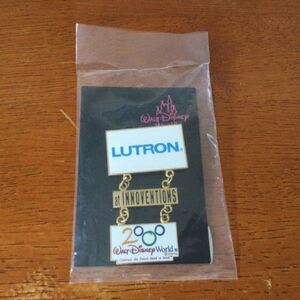 Walt Disney
LUTRON®
at INNOVENTIONS
2000
Walt Disney World